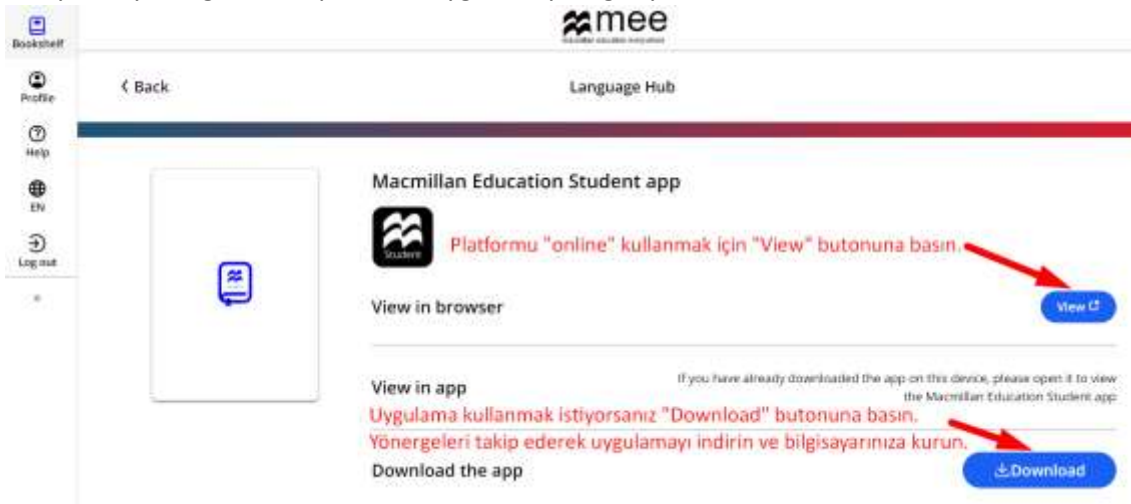 Bookshelf
mee
Profile
< Back
Language Hub
Help
EN
Log out
Macmillan Education Student app
Student
Platformu "online" kullanmak için "View" butonuna basın.
View in browser
View
View in app
If you have already downloaded the app on this device, please open it to view
the Macmillan Education Student app
Uygulama kullanmak istiyorsanız "Download" butonuna basın.
Yönergeleri takip ederek uygulamayı indirin ve bilgisayarınıza kurun.
Download the app
Download